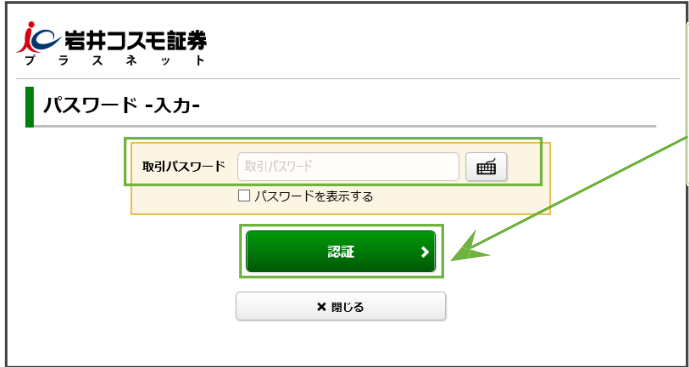 岩井コスモ証券
プラスネット
パスワード -入力-
取引パスワード 取引パスワード
パスワードを表示する
認証
× 閉じる